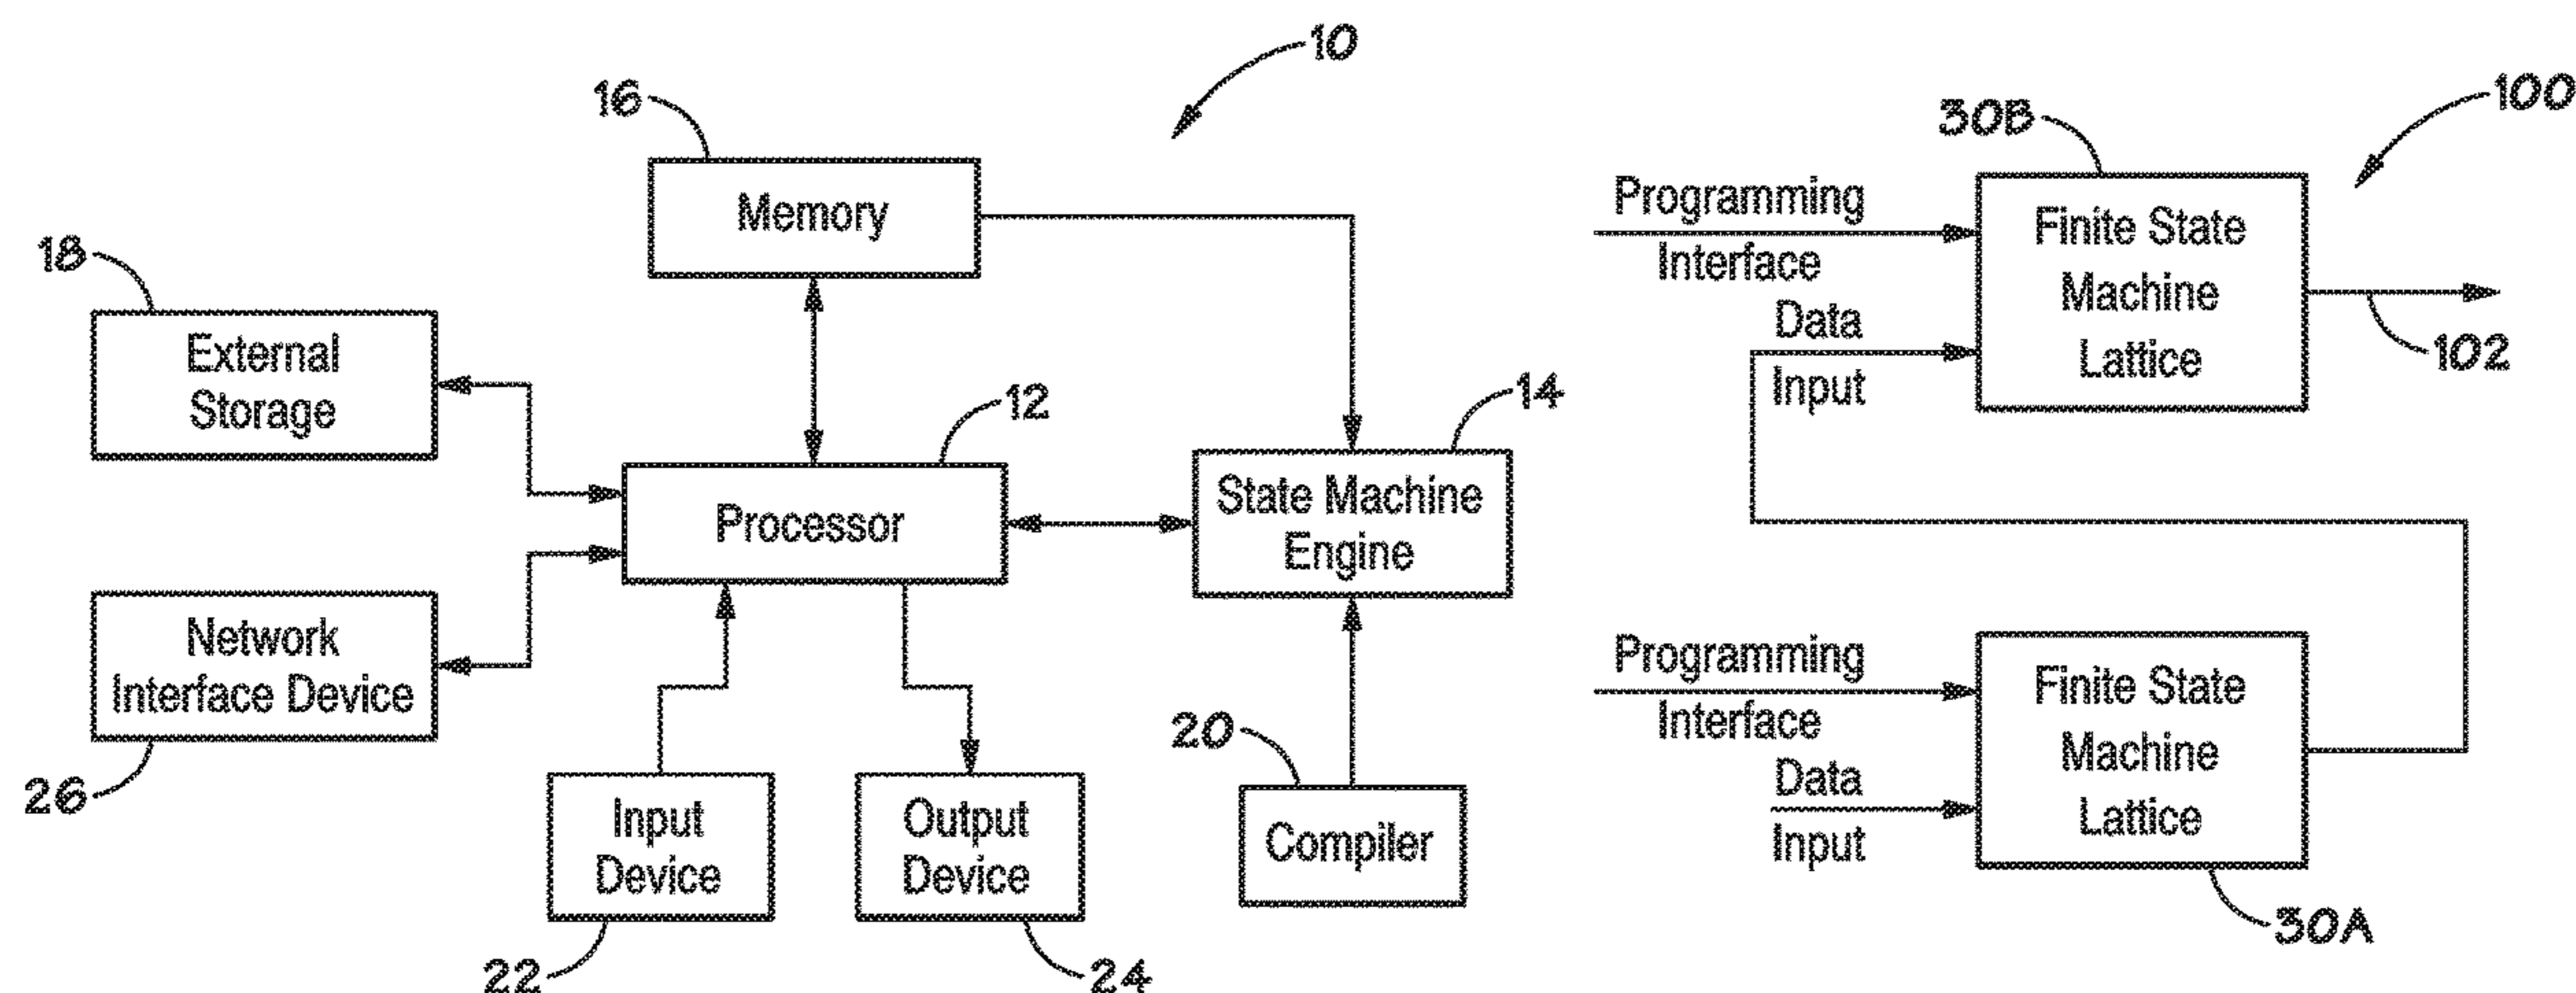 10
16
Memory
18
External
Storage
12
Processor
14
State Machine
Engine
Network
Interface Device
26
20
Compiler
Input
Device
22
Output
Device
24
100
30B
Programming
Interface
Data
Input
Finite State
Machine
Lattice
102
Programming
Interface
Data
Input
Finite State
Machine
Lattice
30A